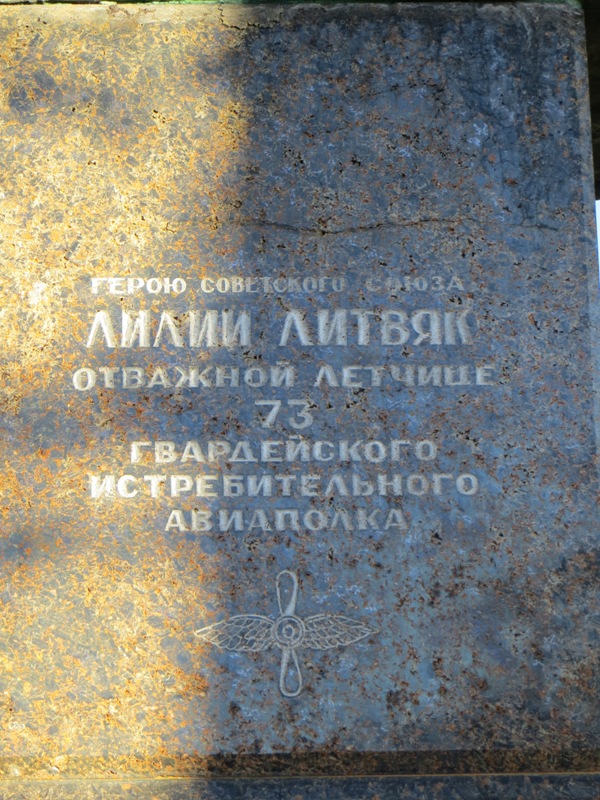 ГЕРОЮ СОВЕТСКОГО СОЮЗА
ЛИЛИИ ЛИТВЯК
ОТВАЖНОЙ ЛЕТЧИЦЕ
73
ГВАРДЕЙСКОГО
ИСТРЕБИТЕЛЬНОГО
АВИАПОЛКА